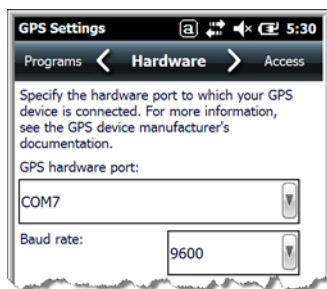 GPS Settings a 5:30
Programs Hardware Access
Specify the hardware port to which your GPS
device is connected. For more information,
see the GPS device manufacturer's
documentation.
GPS hardware port:
COM7
Baud rate:
9600